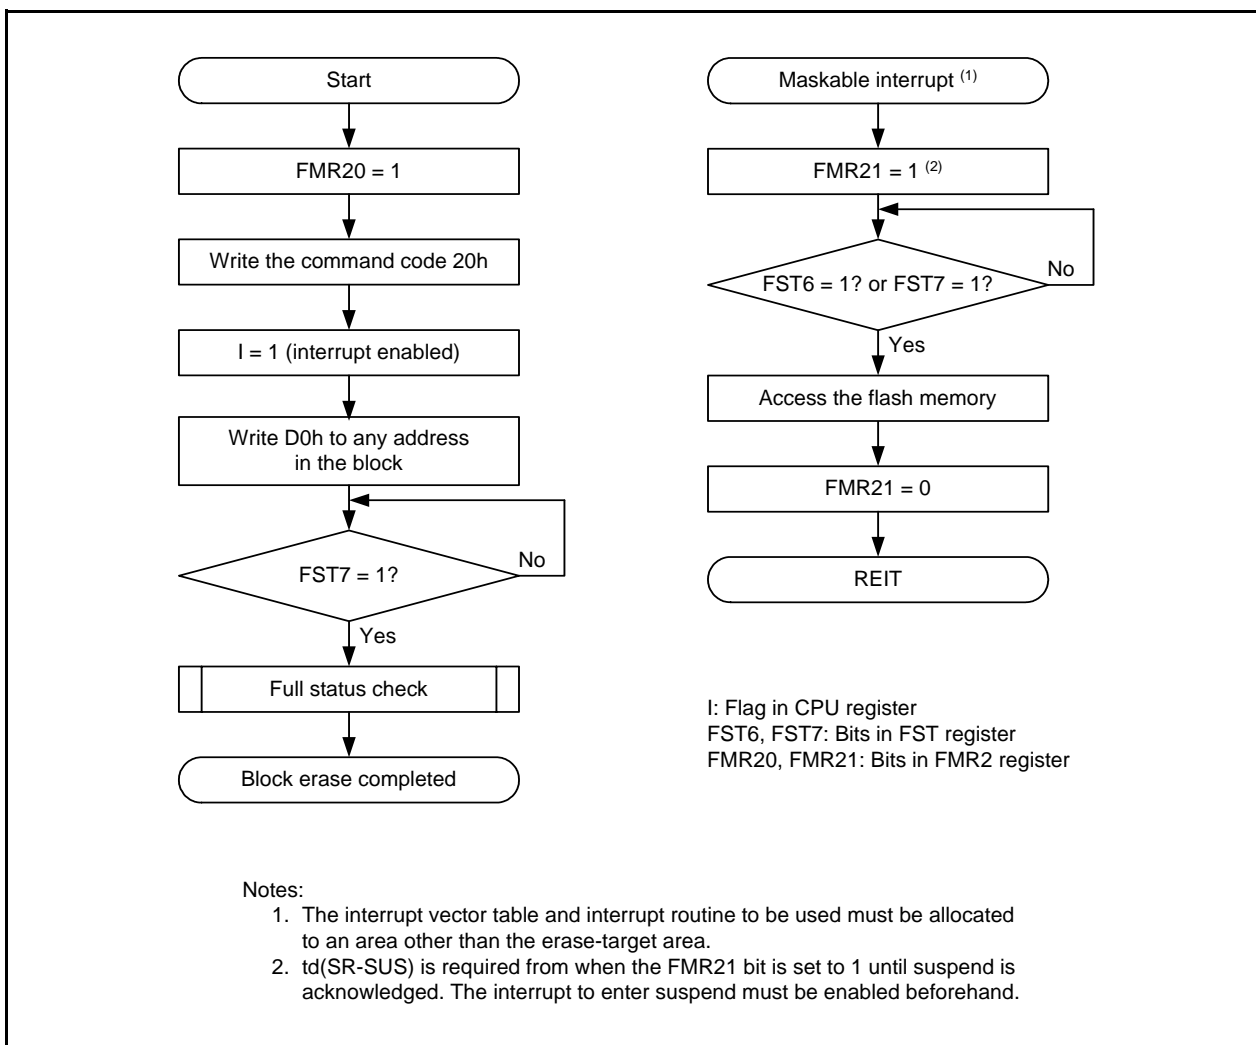 Start
FMR20 = 1
Write the command code 20h
I = 1 (interrupt enabled)
Write D0h to any address
in the block
FST7 = 1?
No
Yes
Full status check
Block erase completed
Maskable interrupt (1)
FMR21 = 1 (2)
FST6 = 1? or FST7 = 1?
No
Yes
Access the flash memory
FMR21 = 0
REIT
I: Flag in CPU register
FST6, FST7: Bits in FST register
FMR20, FMR21: Bits in FMR2 register
Notes:
1. The interrupt vector table and interrupt routine to be used must be allocated
to an area other than the erase-target area.
2. td(SR-SUS) is required from when the FMR21 bit is set to 1 until suspend is
acknowledged. The interrupt to enter suspend must be enabled beforehand.